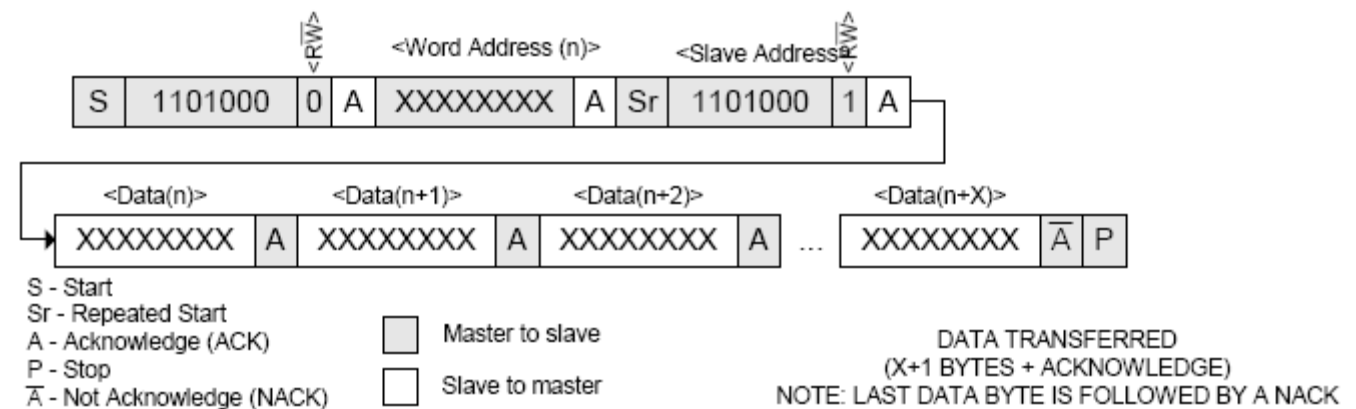 <R/W̅>
<Word Address (n)>
<Slave Address>
<R/W̅>
S 1101000 0 A XXXXXXXX A Sr 1101000 1 A
<Data(n)> <Data(n+1)> <Data(n+2)> <Data(n+X)>
XXXXXXXX A XXXXXXXX A XXXXXXXX A ... XXXXXXXX A̅ P
S - Start
Sr - Repeated Start
A - Acknowledge (ACK)
P - Stop
A̅ - Not Acknowledge (NACK)
Master to slave
Slave to master
DATA TRANSFERRED
(X+1 BYTES + ACKNOWLEDGE)
NOTE: LAST DATA BYTE IS FOLLOWED BY A NACK